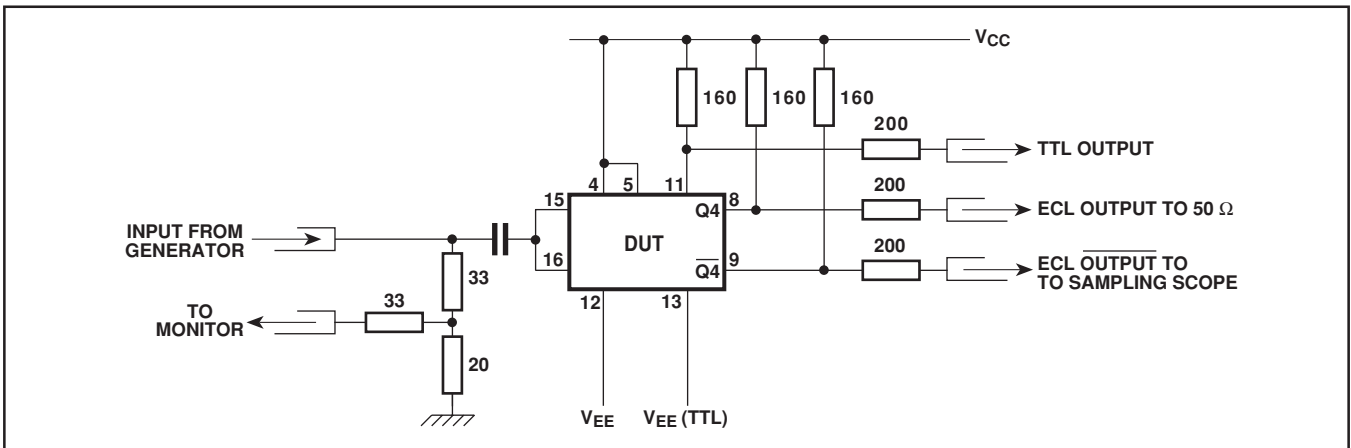 VCC
160
160
160
200
TTL OUTPUT
4
5
11
15
Q4
8
200
ECL OUTPUT TO 50 Ω
INPUT FROM
GENERATOR
DUT
16
Q4
9
200
ECL OUTPUT TO
TO SAMPLING SCOPE
33
12
13
33
TO
MONITOR
20
VEE
VEE (TTL)